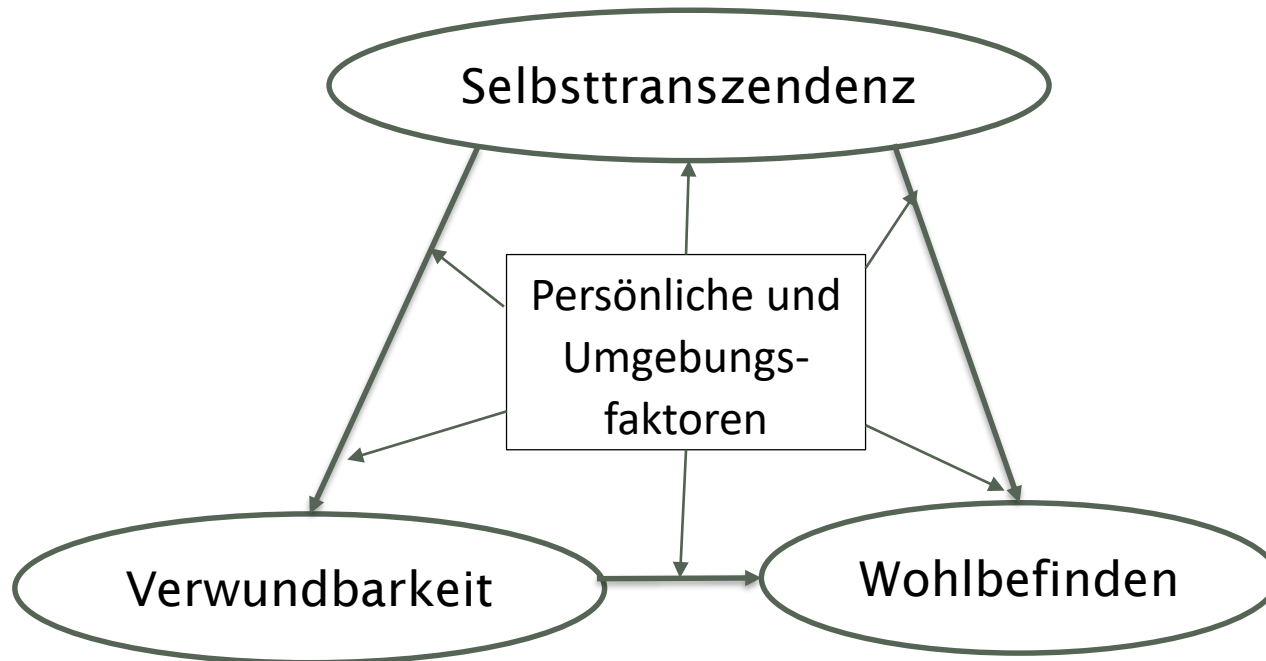 Selbsttranszendenz
Persönliche und
Umgebungs-
faktoren
Verwundbarkeit
Wohlbefinden